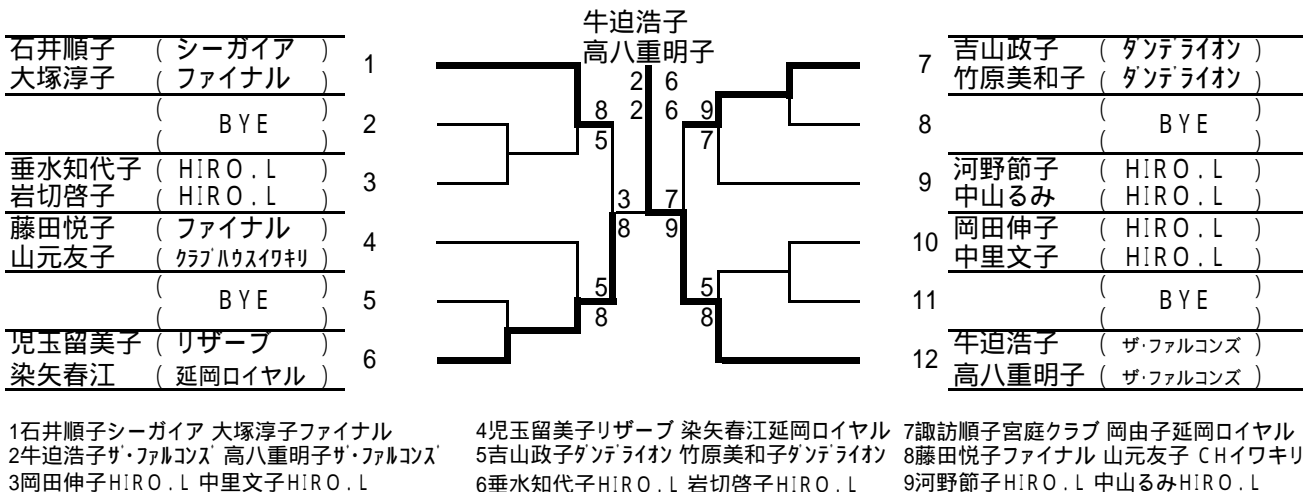 牛迫浩子
高八重明子
石井順子 ( シーガイア )
大塚淳子 ( ファイナル )
1
( BYE )
2
垂水知代子 ( HIRO.L )
岩切啓子 ( HIRO.L )
3
藤田悦子 ( ファイナル )
山元友子 ( クラブハウスイワキリ )
4
( BYE )
5
児玉留美子 ( リザーブ )
染矢春江 ( 延岡ロイヤル )
6
8
5
3
8
5
8
2 6
2 6
7
9
9
7
5
8
7
吉山政子 ( ダンデライオン )
竹原美和子 ( ダンデライオン )
8
( BYE )
9
河野節子 ( HIRO.L )
中山るみ ( HIRO.L )
10
岡田伸子 ( HIRO.L )
中里文子 ( HIRO.L )
11
( BYE )
12
牛迫浩子 ( ザ・ファルコンズ )
高八重明子 ( ザ・ファルコンズ )
1石井順子シーガイア 大塚淳子ファイナル
2牛迫浩子ザ・ファルコンズ 高八重明子ザ・ファルコンズ
3岡田伸子HIRO.L 中里文子HIRO.L
4児玉留美子リザーブ 染矢春江延岡ロイヤル
5吉山政子ダンデライオン 竹原美和子ダンデライオン
6垂水知代子HIRO.L 岩切啓子HIRO.L
7諏訪順子宮庭クラブ 岡由子延岡ロイヤル
8藤田悦子ファイナル 山元友子 CHイワキリ
9河野節子HIRO.L 中山るみHIRO.L